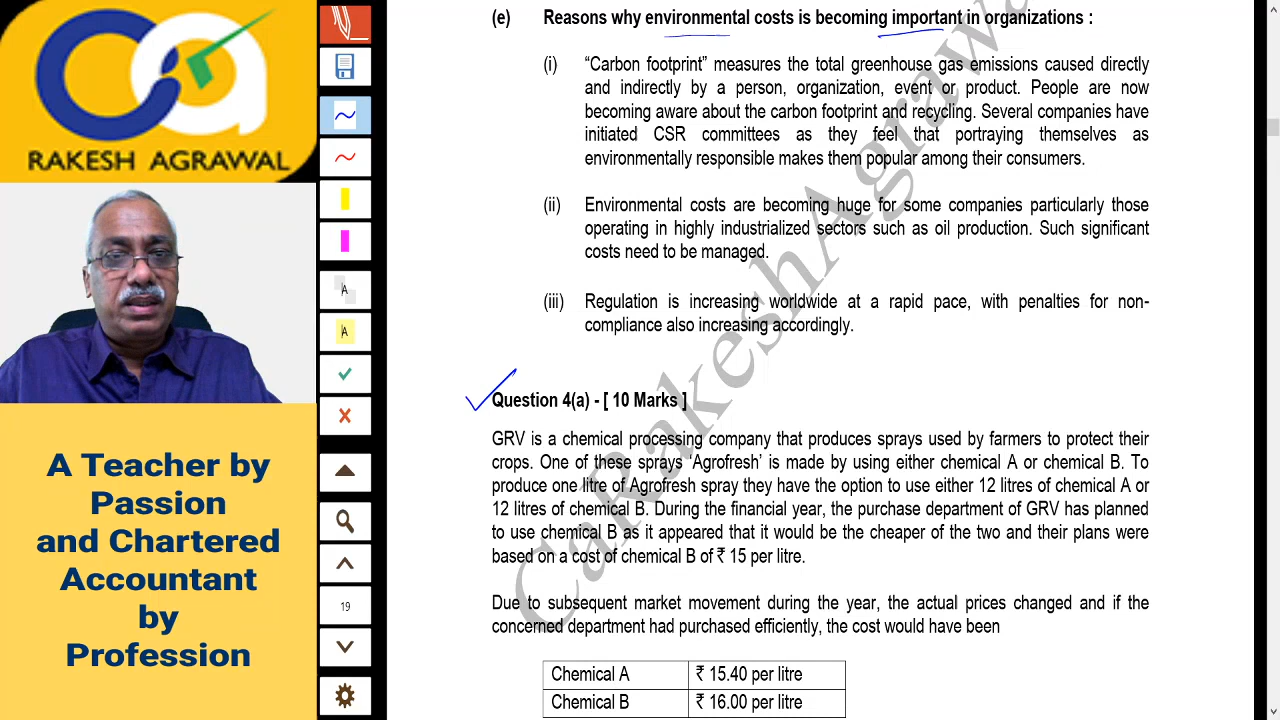 RAKESH AGRAWAL
A Teacher by
Passion
and Chartered
Accountant
by
Profession
A
A
19
(e) Reasons why environmental costs is becoming important in organizations :
(i) “Carbon footprint” measures the total greenhouse gas emissions caused directly
and indirectly by a person, organization, event or product. People are now
becoming aware about the carbon footprint and recycling. Several companies have
initiated CSR committees as they feel that portraying themselves as
environmentally responsible makes them popular among their consumers.
(ii) Environmental costs are becoming huge for some companies particularly those
operating in highly industrialized sectors such as oil production. Such significant
costs need to be managed.
(iii) Regulation is increasing worldwide at a rapid pace, with penalties for non-
compliance also increasing accordingly.
Question 4(a) - [ 10 Marks ]
GRV is a chemical processing company that produces sprays used by farmers to protect their
crops. One of these sprays ‘Agrofresh’ is made by using either chemical A or chemical B. To
produce one litre of Agrofresh spray they have the option to use either 12 litres of chemical A or
12 litres of chemical B. During the financial year, the purchase department of GRV has planned
to use chemical B as it appeared that it would be the cheaper of the two and their plans were
based on a cost of chemical B of ₹ 15 per litre.
Due to subsequent market movement during the year, the actual prices changed and if the
concerned department had purchased efficiently, the cost would have been
Chemical A ₹ 15.40 per litre
Chemical B ₹ 16.00 per litre
CaRakeshAgrawa